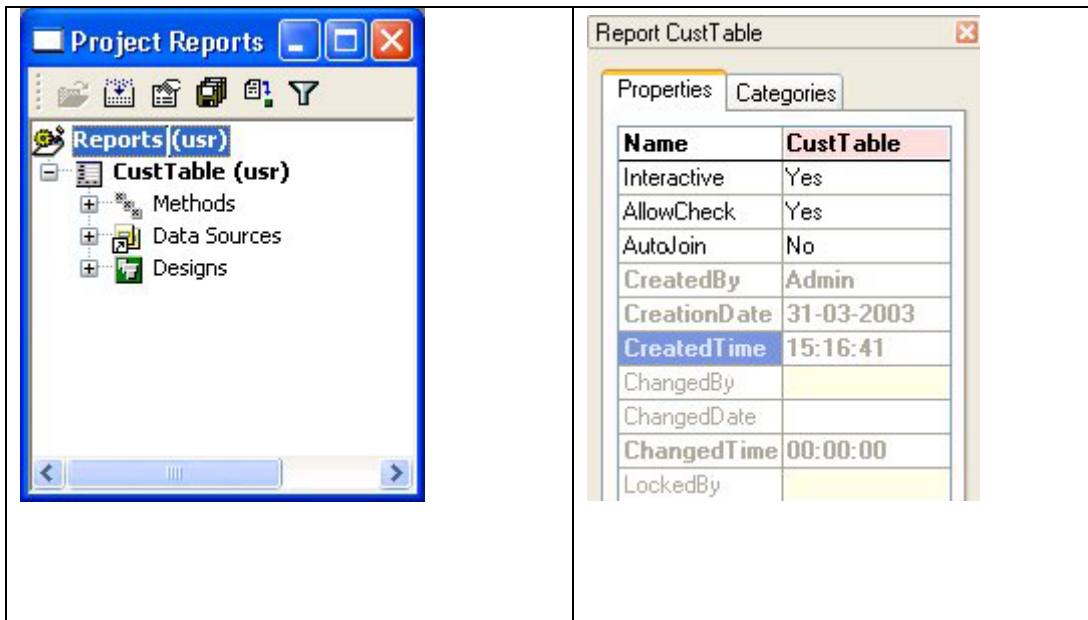 Project Reports
Reports (usr)
CustTable (usr)
Methods
Data Sources
Designs
Report CustTable
Properties Categories
Name CustTable
Interactive Yes
AllowCheck Yes
AutoJoin No
CreatedBy Admin
CreationDate 31-03-2003
CreatedTime 15:16:41
ChangedBy
ChangedDate
ChangedTime 00:00:00
LockedBy